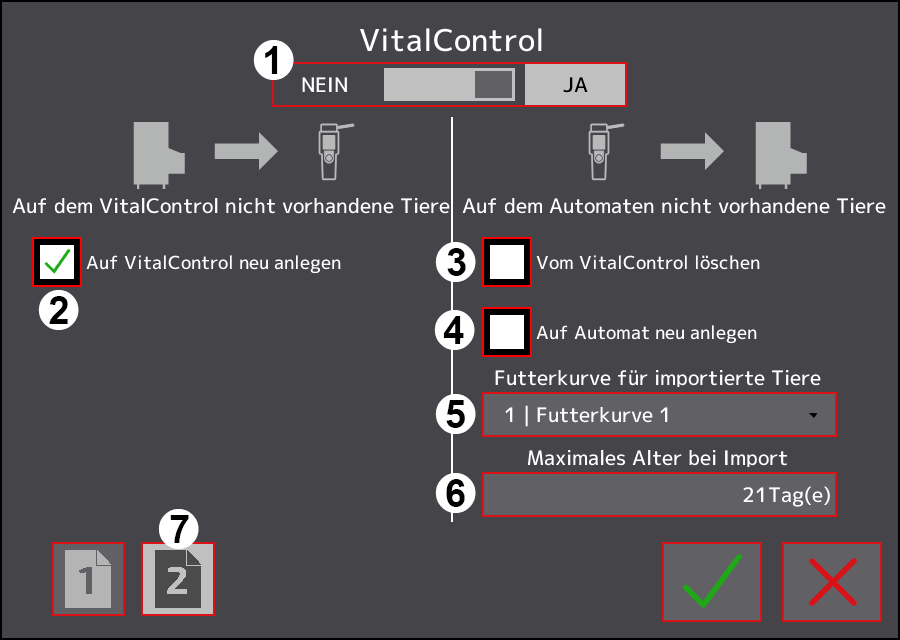 VitalControl
1
NEIN JA
Auf dem VitalControl nicht vorhandene Tiere
Auf VitalControl neu anlegen
2
Auf dem Automaten nicht vorhandene Tiere
3 Vom VitalControl löschen
4 Auf Automat neu anlegen
Futterkurve für importierte Tiere
5 1 | Futterkurve 1
Maximales Alter bei Import
6 21Tag(e)
7
1 2